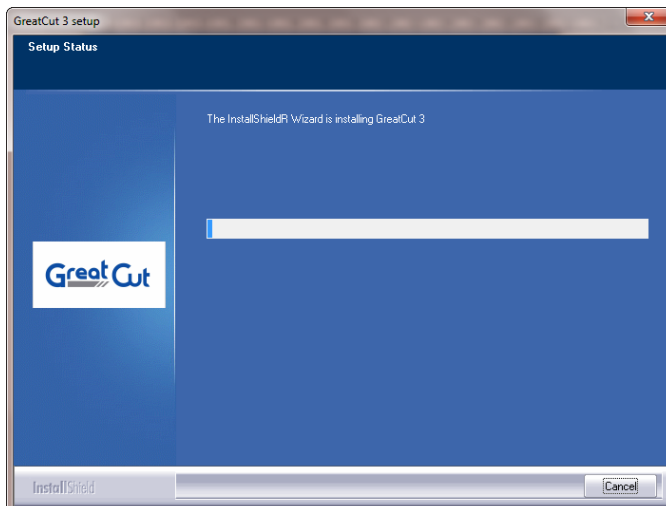 GreatCut 3 setup
Setup Status
The InstallShieldR Wizard is installing GreatCut 3
Great Cut
InstallShield
Cancel